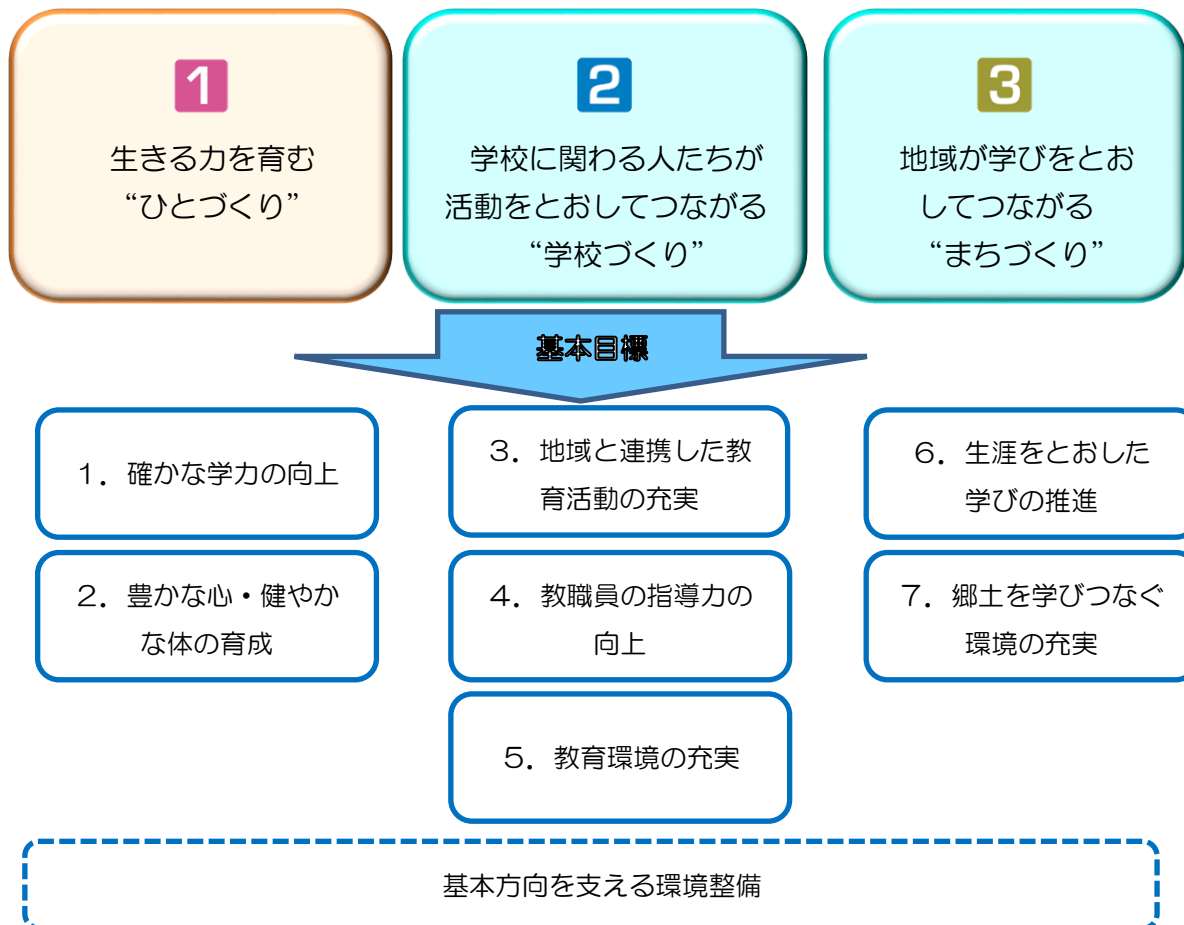 1
生きる力を育む
“ひとづくり”
2
学校に関わる人たちが
活動をとおしてつながる
“学校づくり”
3
地域が学びをとお
してつながる
“まちづくり”
基本目標
1．確かな学力の向上
2．豊かな心・健やか
な体の育成
3．地域と連携した教
育活動の充実
4．教職員の指導力の
向上
5．教育環境の充実
6．生涯をとおした
学びの推進
7．郷土を学びつなぐ
環境の充実
基本方向を支える環境整備